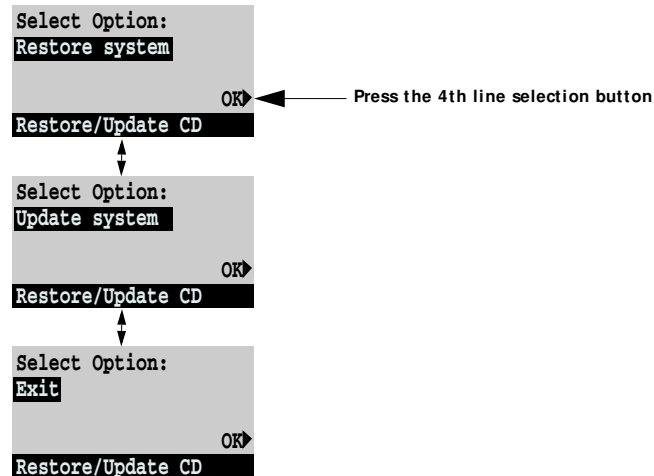 Select Option:
Restore system
OK
Press the 4th line selection button
Restore/Update CD
Select Option:
Update system
OK
Restore/Update CD
Select Option:
Exit
OK
Restore/Update CD